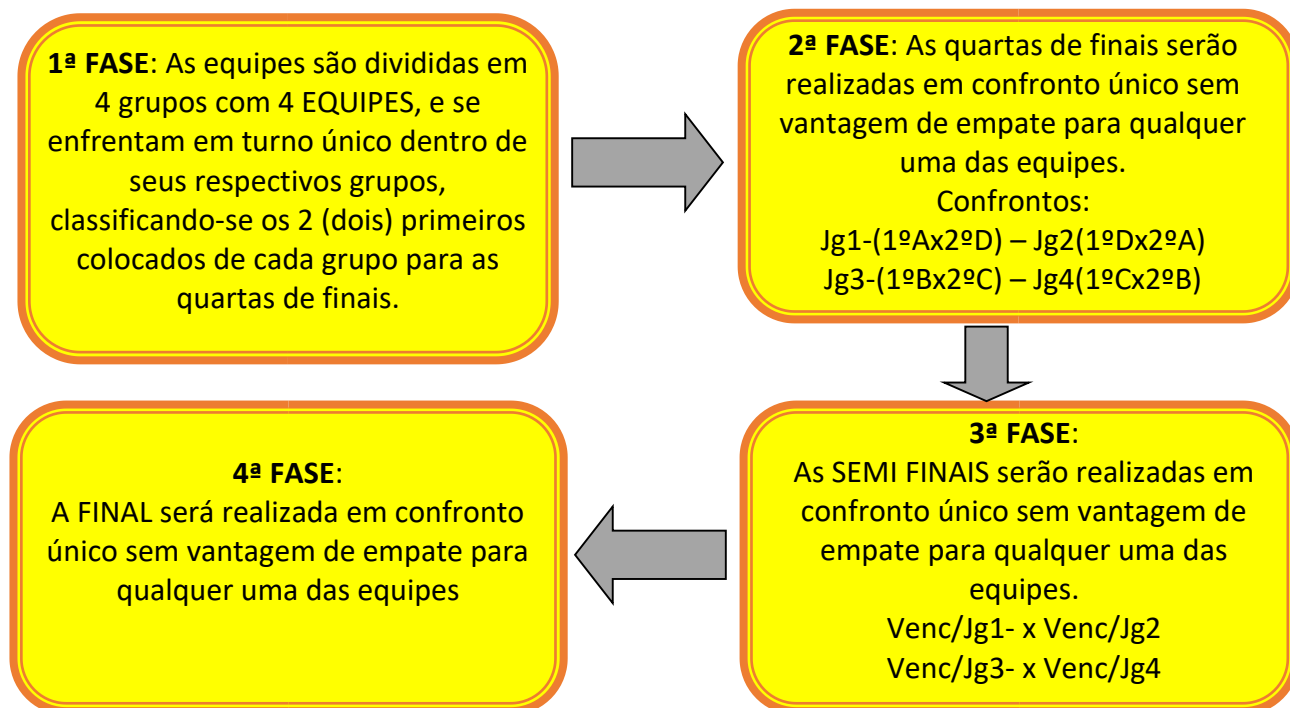 1ª FASE: As equipes são divididas em
4 grupos com 4 EQUIPES, e se
enfrentam em turno único dentro de
seus respectivos grupos,
classificando-se os 2 (dois) primeiros
colocados de cada grupo para as
quartas de finais.
2ª FASE: As quartas de finais serão
realizadas em confronto único sem
vantagem de empate para qualquer
uma das equipes.
Confrontos:
Jg1-(1ºAx2ºD) – Jg2(1ºDx2ºA)
Jg3-(1ºBx2ºC) – Jg4(1ºCx2ºB)
3ª FASE:
As SEMI FINAIS serão realizadas em
confronto único sem vantagem de
empate para qualquer uma das
equipes.
Venc/Jg1- x Venc/Jg2
Venc/Jg3- x Venc/Jg4
4ª FASE:
A FINAL será realizada em confronto
único sem vantagem de empate para
qualquer uma das equipes